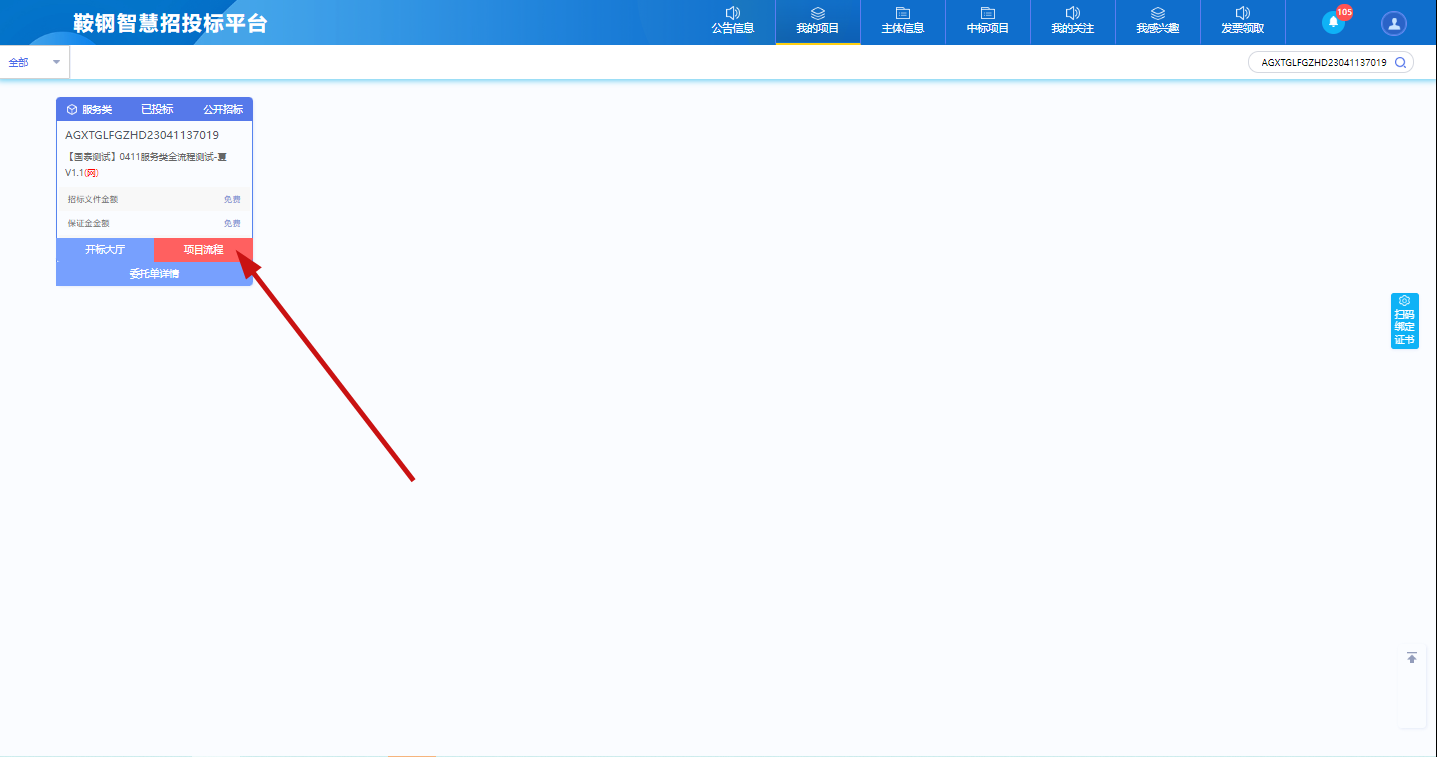 鞍钢智慧招投标平台
公告信息
我的项目
主体信息
中标项目
我的关注
我感兴趣
发票领取
105
全部
AGXTGLFGZHD23041137019
服务类 已投标 公开招标
AGXTGLFGZHD23041137019
【国泰测试】0411服务类全流程测试-夏
V1.1(网)
招标文件金额 免费
保证金金额 免费
开标大厅 项目流程
委托单详情
扫码
绑定
证书